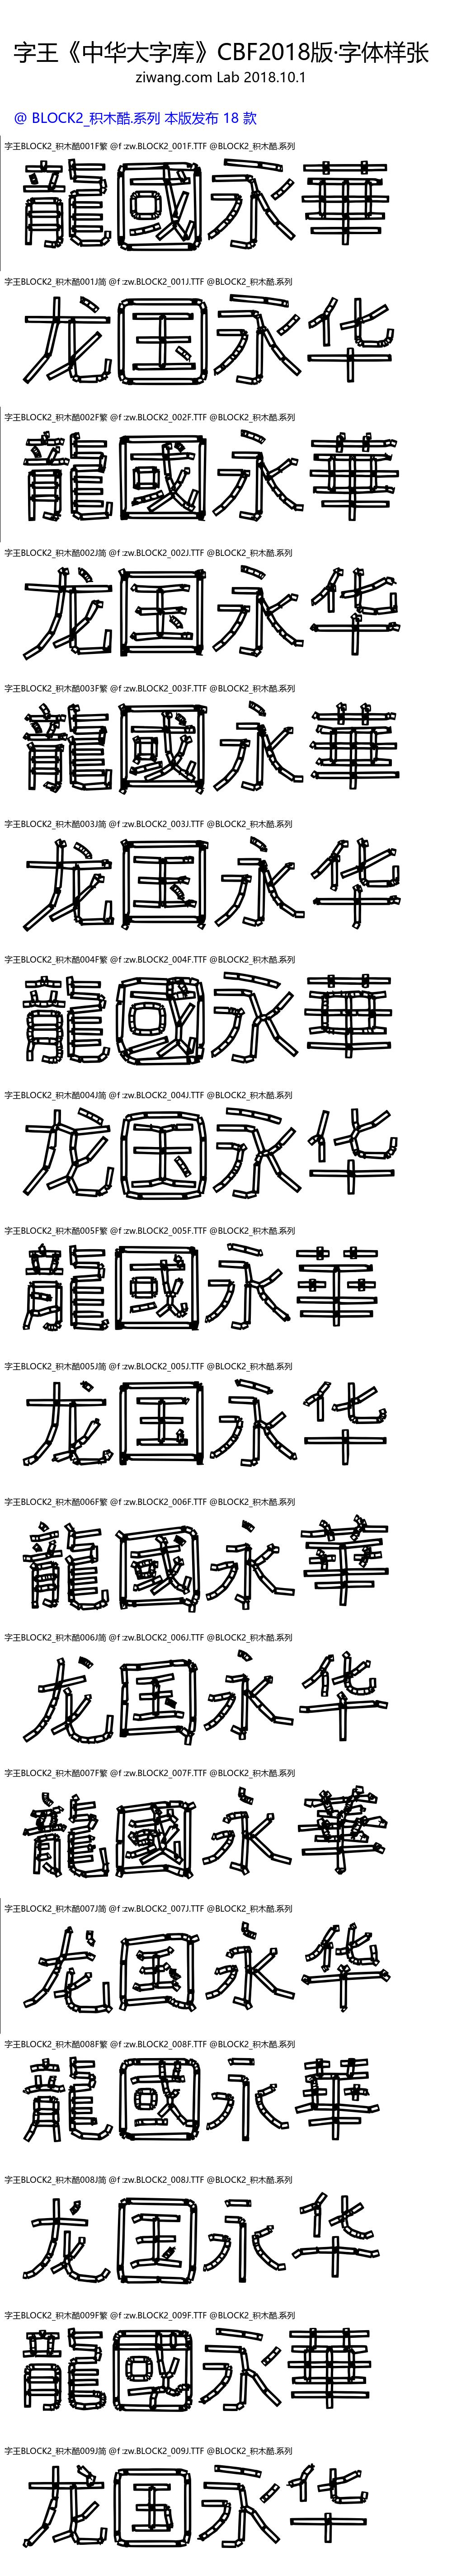 字王《中华大字库》CBF2018版·字体样张
ziwang.com Lab 2018.10.1
@ BLOCK2_积木酷.系列 本版发布 18 款
字王BLOCK2_积木酷001F繁 @f :zw.BLOCK2_001F.TTF @BLOCK2_积木酷.系列
龍國永華
字王BLOCK2_积木酷001J简 @f :zw.BLOCK2_001J.TTF @BLOCK2_积木酷.系列
龙国永华
字王BLOCK2_积木酷002F繁 @f :zw.BLOCK2_002F.TTF @BLOCK2_积木酷.系列
龍國永華
字王BLOCK2_积木酷002J简 @f :zw.BLOCK2_002J.TTF @BLOCK2_积木酷.系列
龙国永华
字王BLOCK2_积木酷003F繁 @f :zw.BLOCK2_003F.TTF @BLOCK2_积木酷.系列
龍國永華
字王BLOCK2_积木酷003J简 @f :zw.BLOCK2_003J.TTF @BLOCK2_积木酷.系列
龙国永华
字王BLOCK2_积木酷004F繁 @f :zw.BLOCK2_004F.TTF @BLOCK2_积木酷.系列
龍國永華
字王BLOCK2_积木酷004J简 @f :zw.BLOCK2_004J.TTF @BLOCK2_积木酷.系列
龙国永华
字王BLOCK2_积木酷005F繁 @f :zw.BLOCK2_005F.TTF @BLOCK2_积木酷.系列
龍國永華
字王BLOCK2_积木酷005J简 @f :zw.BLOCK2_005J.TTF @BLOCK2_积木酷.系列
龙国永华
字王BLOCK2_积木酷006F繁 @f :zw.BLOCK2_006F.TTF @BLOCK2_积木酷.系列
龍國永華
字王BLOCK2_积木酷006J简 @f :zw.BLOCK2_006J.TTF @BLOCK2_积木酷.系列
龙国永华
字王BLOCK2_积木酷007F繁 @f :zw.BLOCK2_007F.TTF @BLOCK2_积木酷.系列
龍國永華
字王BLOCK2_积木酷007J简 @f :zw.BLOCK2_007J.TTF @BLOCK2_积木酷.系列
龙国永华
字王BLOCK2_积木酷008F繁 @f :zw.BLOCK2_008F.TTF @BLOCK2_积木酷.系列
龍國永華
字王BLOCK2_积木酷008J简 @f :zw.BLOCK2_008J.TTF @BLOCK2_积木酷.系列
龙国永华
字王BLOCK2_积木酷009F繁 @f :zw.BLOCK2_009F.TTF @BLOCK2_积木酷.系列
龍國永華
字王BLOCK2_积木酷009J简 @f :zw.BLOCK2_009J.TTF @BLOCK2_积木酷.系列
龙国永华